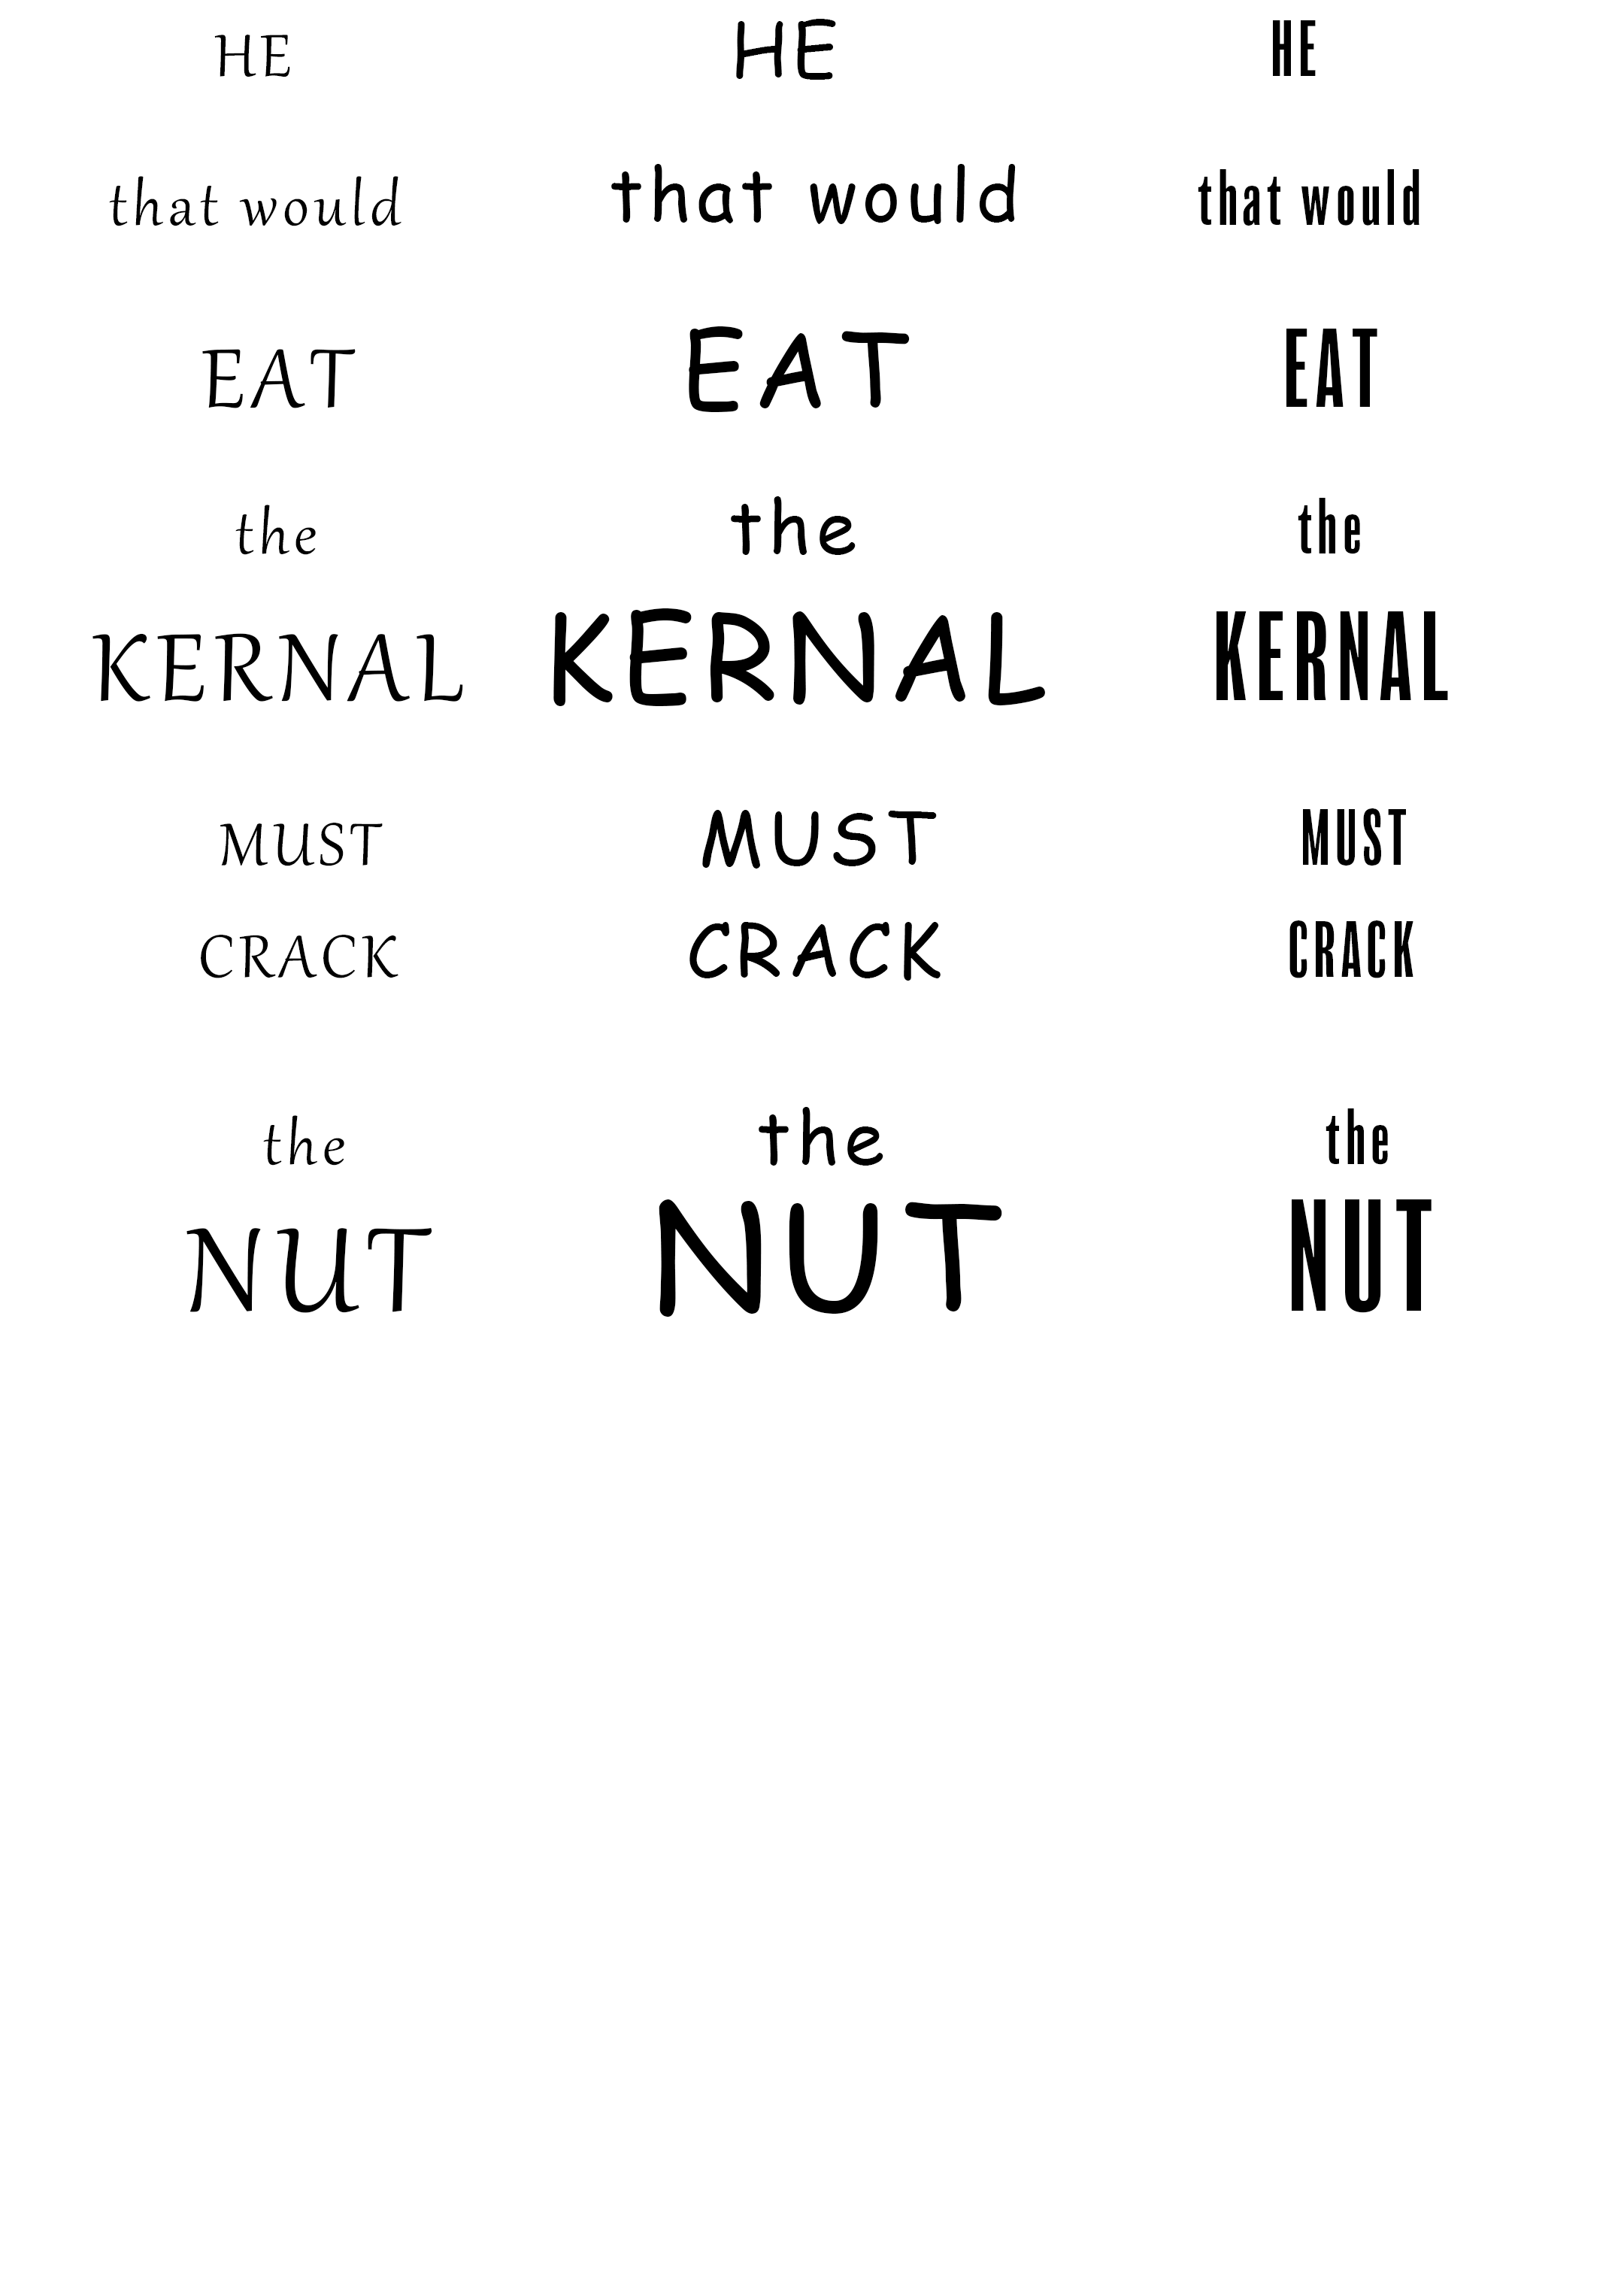 HE
that would
EAT
the
KERNAL
MUST
CRACK
the
NUT
HE
that would
EAT
the
KERNAL
MUST
CRACK
the
NUT
HE
that would
EAT
the
KERNAL
MUST
CRACK
the
NUT